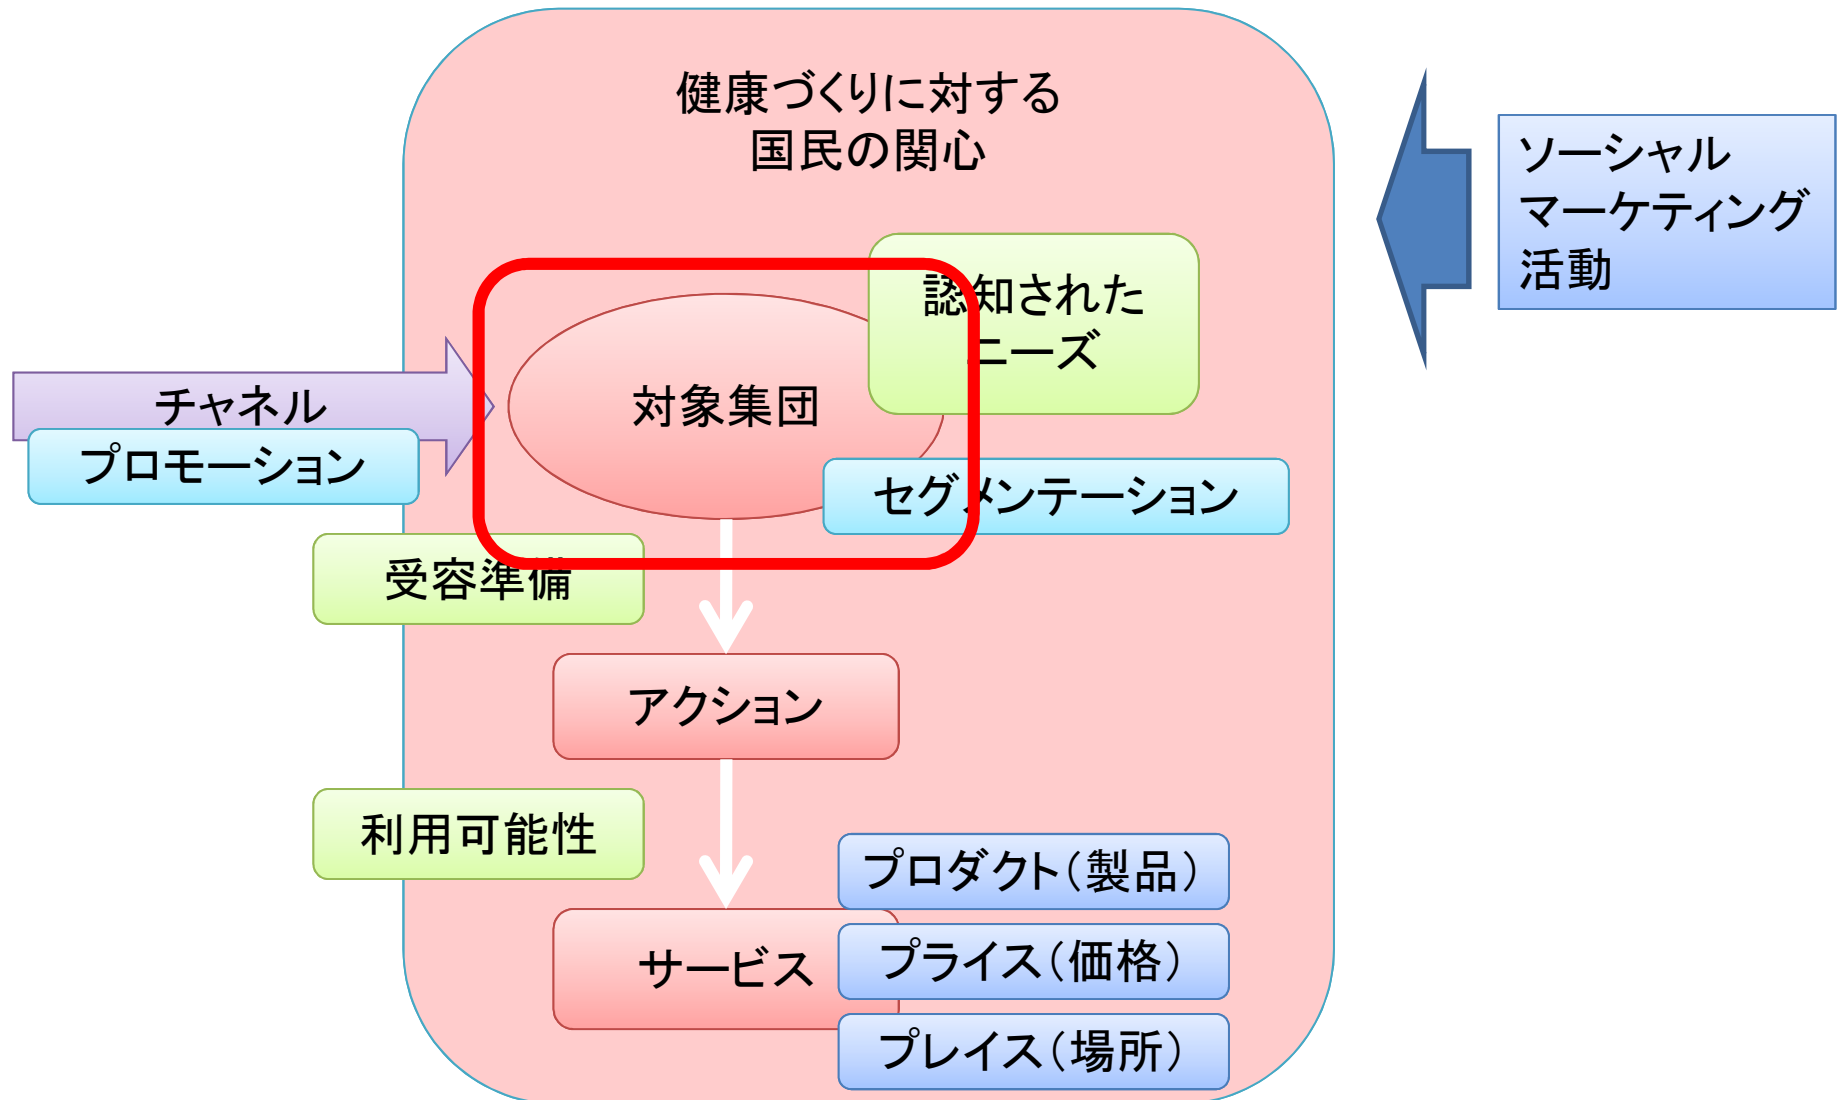 健康づくりに対する
国民の関心
ソーシャル
マーケティング
活動
認知された
ニーズ
対象集団
チャネル
プロモーション
セグメンテーション
受容準備
アクション
利用可能性
プロダクト(製品)
サービス
プライス(価格)
プレイス(場所)